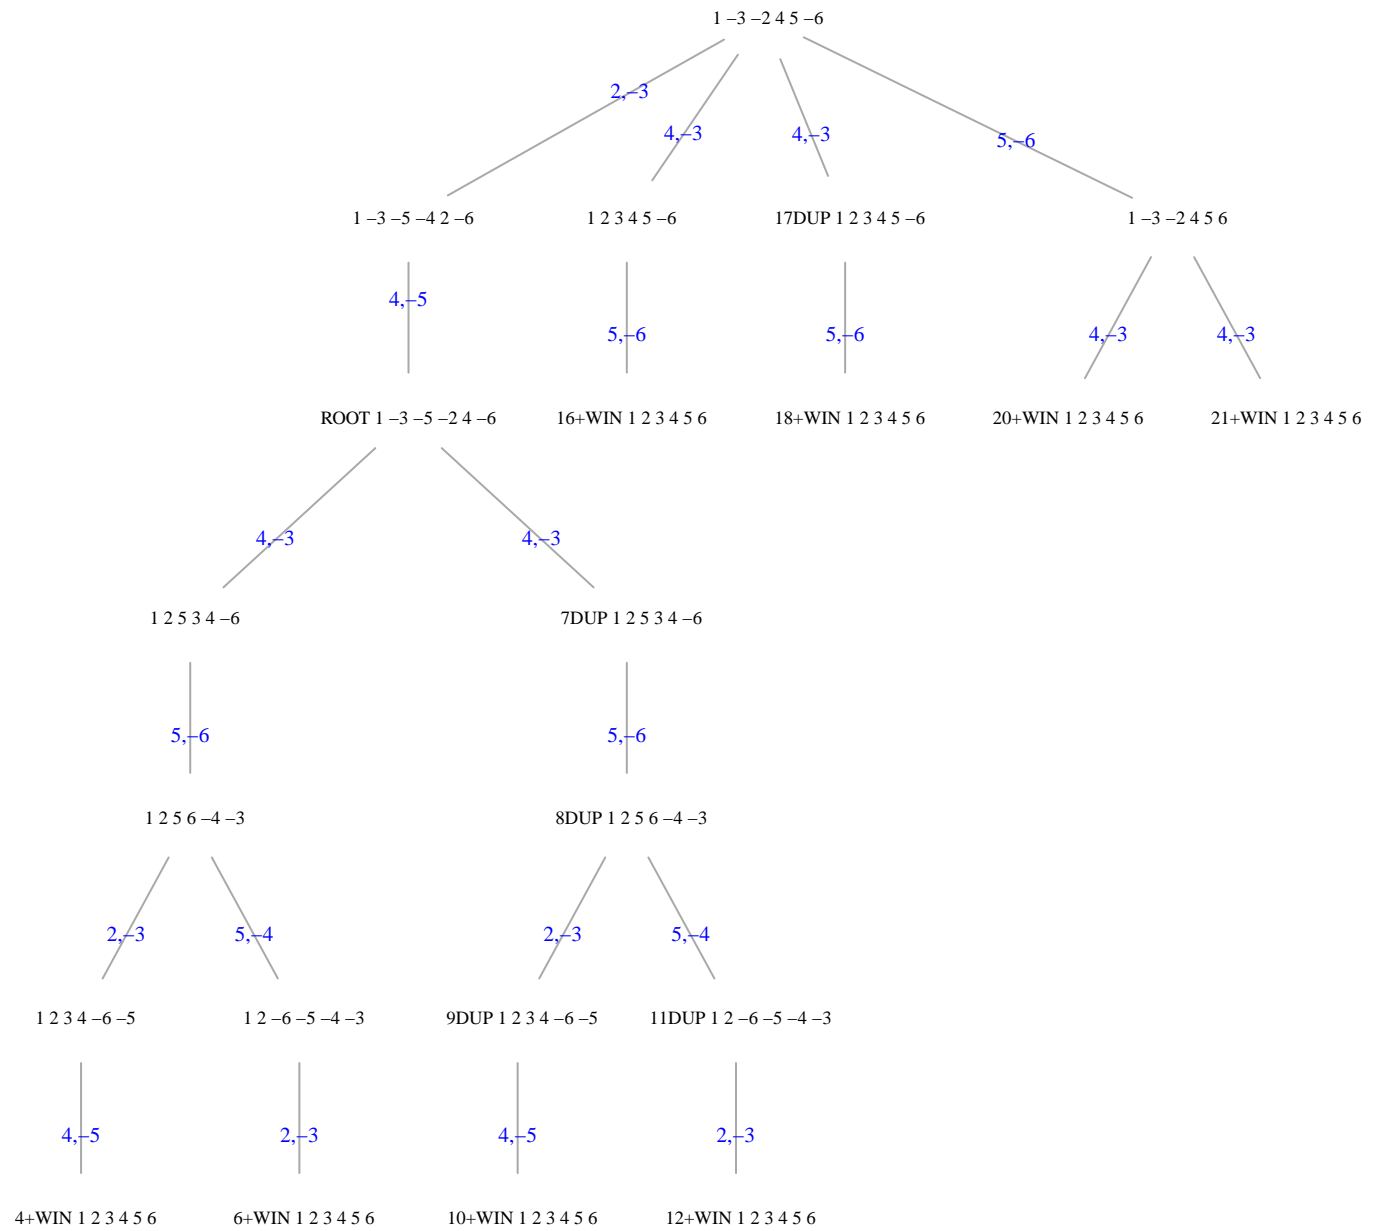 1 –3 –2 4 5 –6
2,–3
4,–3
4,–3
5,–6
1 –3 –5 –4 2 –6
1 2 3 4 5 –6
17DUP 1 2 3 4 5 –6
1 –3 –2 4 5 6
4,–5
5,–6
5,–6
4,–3
4,–3
ROOT 1 –3 –5 –2 4 –6
16+WIN 1 2 3 4 5 6
18+WIN 1 2 3 4 5 6
20+WIN 1 2 3 4 5 6
21+WIN 1 2 3 4 5 6
4,–3
4,–3
1 2 5 3 4 –6
7DUP 1 2 5 3 4 –6
5,–6
5,–6
1 2 5 6 –4 –3
8DUP 1 2 5 6 –4 –3
2,–3
5,–4
2,–3
5,–4
1 2 3 4 –6 –5
1 2 –6 –5 –4 –3
9DUP 1 2 3 4 –6 –5
11DUP 1 2 –6 –5 –4 –3
4,–5
2,–3
4,–5
2,–3
4+WIN 1 2 3 4 5 6
6+WIN 1 2 3 4 5 6
10+WIN 1 2 3 4 5 6
12+WIN 1 2 3 4 5 6